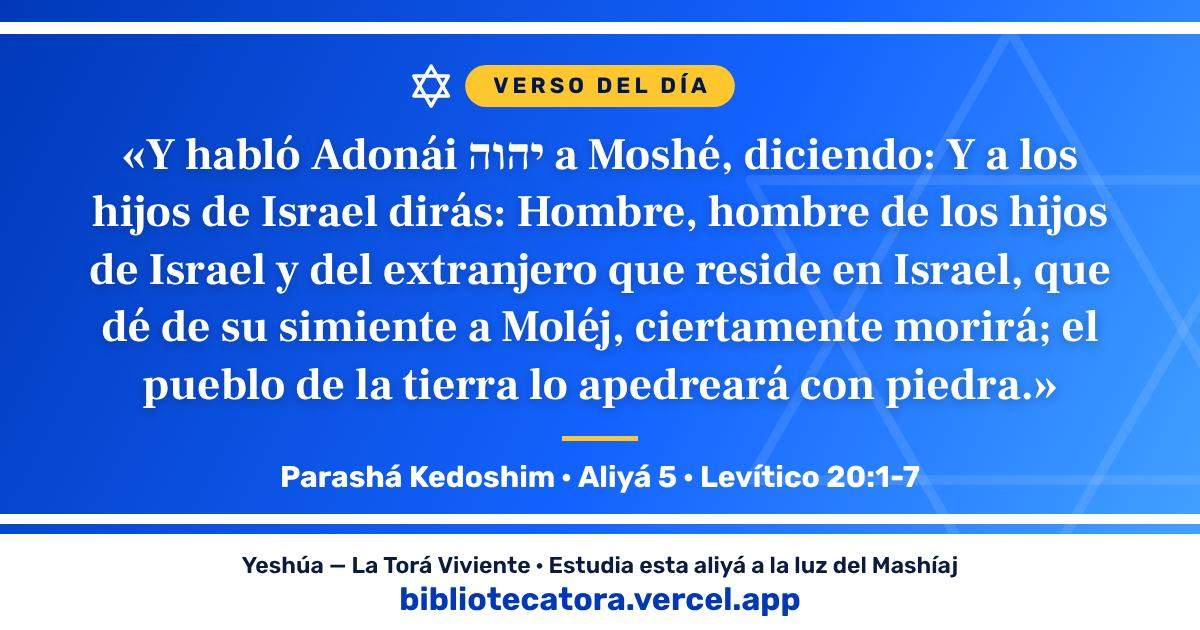 VERSO DEL DÍA
«Y habló Adonái יהוה a Moshé, diciendo: Y a los
hijos de Israel dirás: Hombre, hombre de los hijos
de Israel y del extranjero que reside en Israel, que
dé de su simiente a Moléj, ciertamente morirá; el
pueblo de la tierra lo apedreará con piedra.»
Parashá Kedoshim • Aliyá 5 • Levítico 20:1-7
Yeshúa — La Torá Viviente • Estudia esta aliyá a la luz del Mashíaj
bibliotecatora.vercel.app